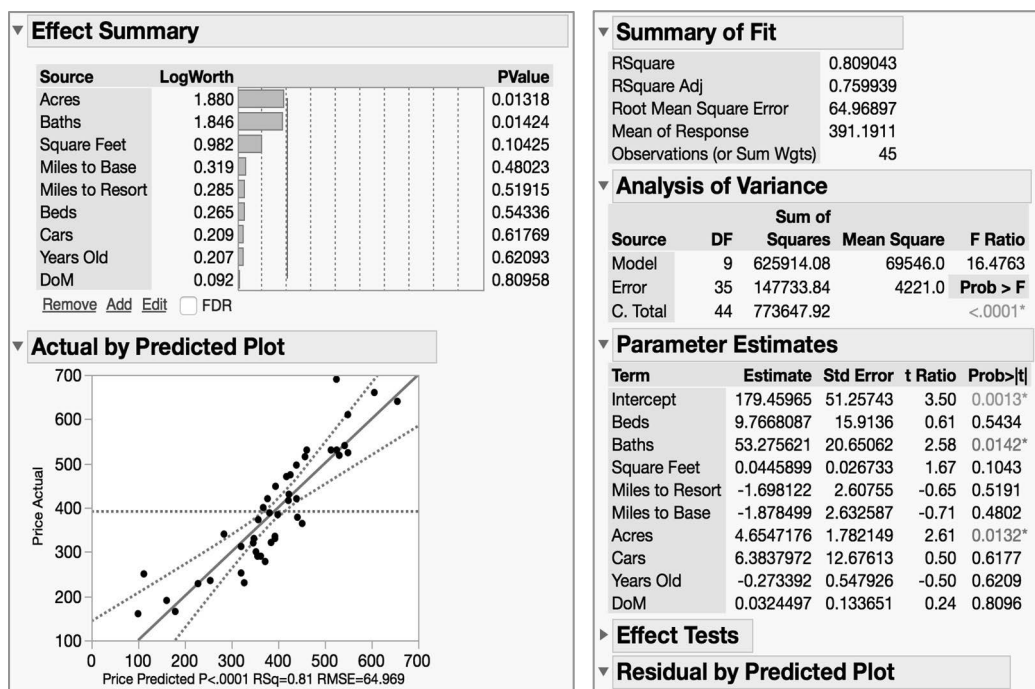 Effect Summary
Source LogWorth PValue
Acres 1.880 0.01318
Baths 1.846 0.01424
Square Feet 0.982 0.10425
Miles to Base 0.319 0.48023
Miles to Resort 0.285 0.51915
Beds 0.265 0.54336
Cars 0.209 0.61769
Years Old 0.207 0.62093
DoM 0.092 0.80958
Remove Add Edit FDR
Actual by Predicted Plot
700
600
500
400
300
200
100
Price Actual
0 100 200 300 400 500 600 700
Price Predicted P<.0001 RSq=0.81 RMSE=64.969
Summary of Fit
RSquare 0.809043
RSquare Adj 0.759939
Root Mean Square Error 64.96897
Mean of Response 391.1911
Observations (or Sum Wgts) 45
Analysis of Variance
Sum of
Source DF Squares Mean Square F Ratio
Model 9 625914.08 69546.0 16.4763
Error 35 147733.84 4221.0 Prob > F
C. Total 44 773647.92 <.0001*
Parameter Estimates
Term Estimate Std Error t Ratio Prob>|t|
Intercept 179.45965 51.25743 3.50 0.0013*
Beds 9.7668087 15.9136 0.61 0.5434
Baths 53.275621 20.65062 2.58 0.0142*
Square Feet 0.0445899 0.026733 1.67 0.1043
Miles to Resort -1.698122 2.60755 -0.65 0.5191
Miles to Base -1.878499 2.632587 -0.71 0.4802
Acres 4.6547176 1.782149 2.61 0.0132*
Cars 6.3837972 12.67613 0.50 0.6177
Years Old -0.273392 0.547926 -0.50 0.6209
DoM 0.0324497 0.133651 0.24 0.8096
Effect Tests
Residual by Predicted Plot